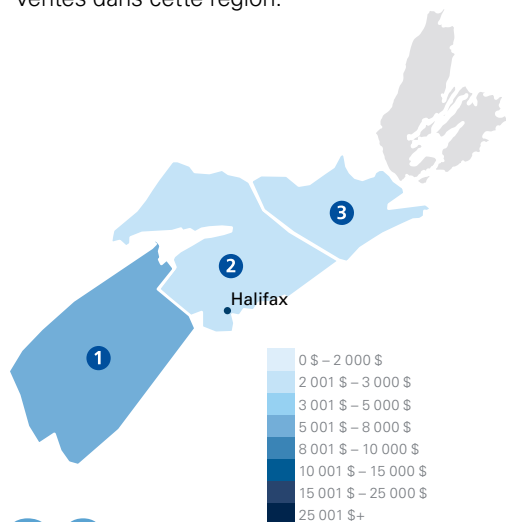 ventes dans cette région.
3
2
Halifax
1
0 $ – 2 000 $
2 001 $ – 3 000 $
3 001 $ – 5 000 $
5 001 $ – 8 000 $
8 001 $ – 10 000 $
10 001 $ – 15 000 $
15 001 $ – 25 000 $
25 001 $+